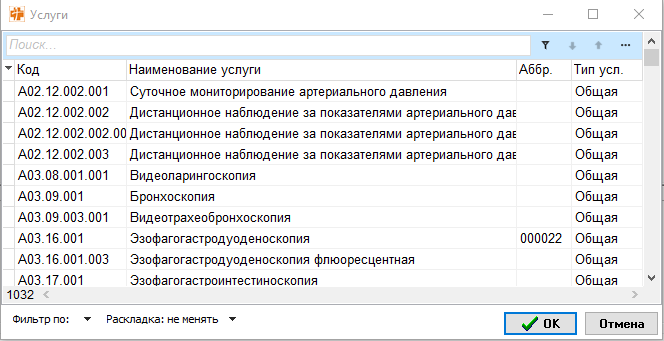 Услуги
Поиск...
Код Наименование услуги Аббр. Тип усл.
A02.12.002.001 Суточное мониторирование артериального давления Общая
A02.12.002.002 Дистанционное наблюдение за показателями артериального дав Общая
A02.12.002.002.00 Дистанционное наблюдение за показателями артериального дав Общая
A02.12.002.003 Дистанционное наблюдение за показателями артериального дав Общая
A03.08.001.001 Видеоларингоскопия Общая
A03.09.001 Бронхоскопия Общая
A03.09.003.001 Видеотрахеобронхоскопия Общая
A03.16.001 Эзофагогастродуоденоскопия 000022 Общая
A03.16.001.003 Эзофагогастродуоденоскопия флюоресцентная Общая
A03.17.001 Эзофагогастроинтестиноскопия Общая
1032
Фильтр по: Раскладка: не менять OK Отмена